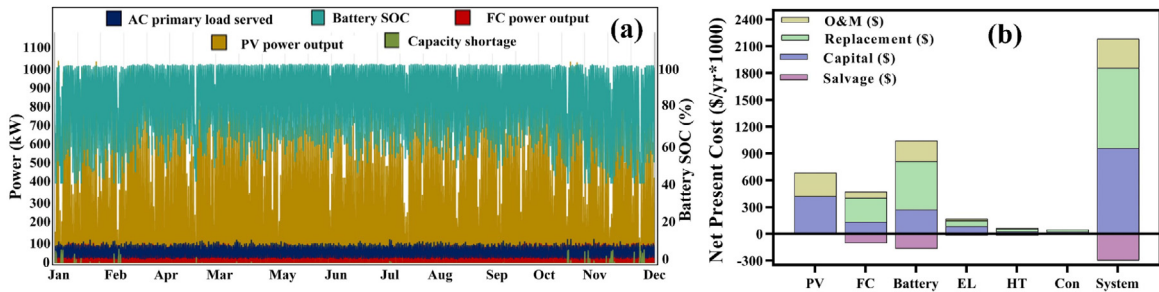 AC primary load served Battery SOC FC power output
PV power output Capacity shortage
(a)
Power (kW)
1100
1000
900
800
700
600
500
400
300
200
100
0
Jan Feb Apr Mar May Jun Jul Aug Sep Oct Nov Dec
100
80
60
40
20
0
Battery SOC (%)
(b)
O&M ($)
Replacement ($)
Capital ($)
Salvage ($)
Net Present Cost ($/yr*1000)
2400
2100
1800
1500
1200
900
600
300
0
-300
PV FC Battery EL HT Con System